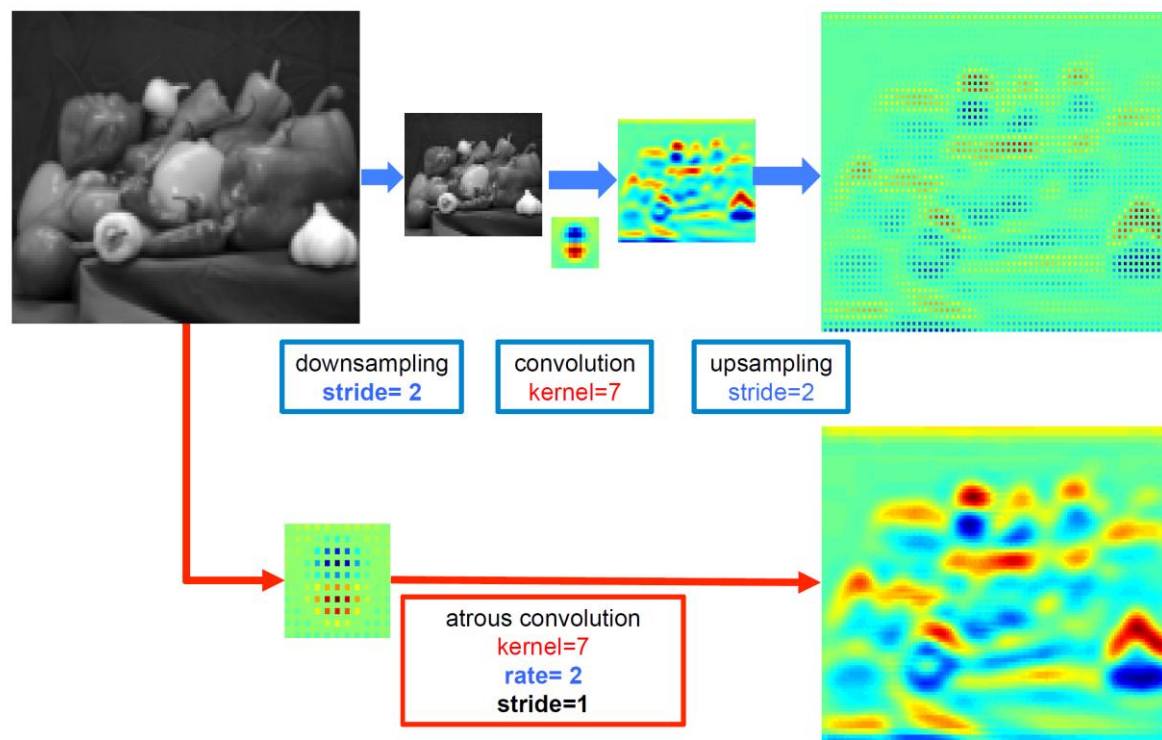 downsampling
stride= 2
convolution
kernel=7
upsampling
stride=2
atrous convolution
kernel=7
rate= 2
stride=1